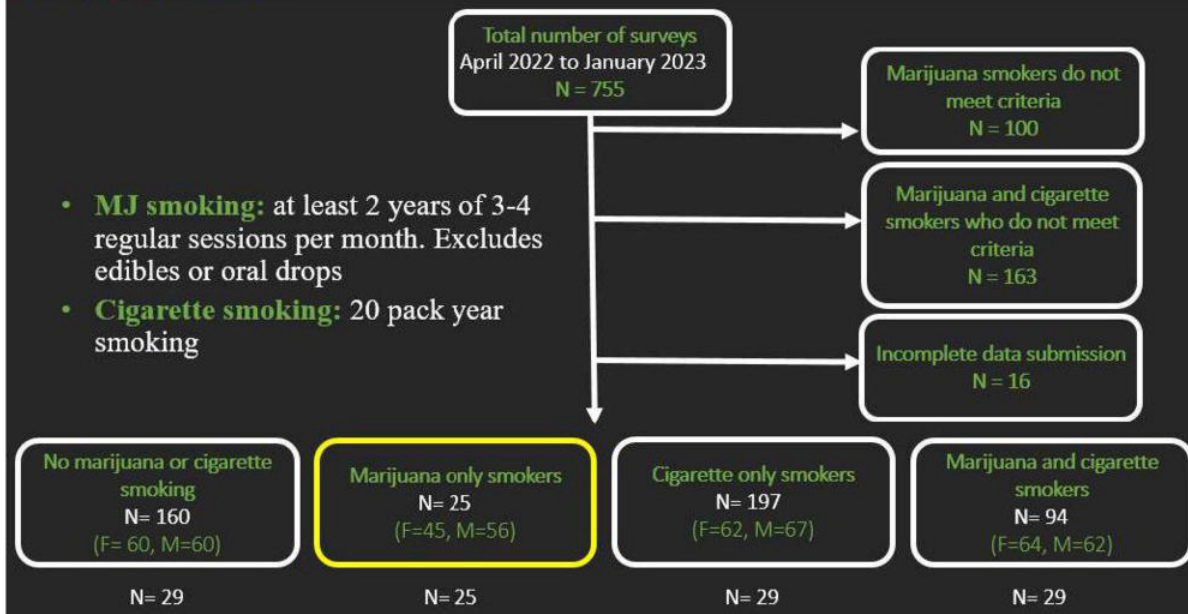 Total number of surveys
April 2022 to January 2023
N = 755
Marijuana smokers do not
meet criteria
N = 100
Marijuana and cigarette
smokers who do not meet
criteria
N = 163
Incomplete data submission
N = 16
• MJ smoking: at least 2 years of 3-4
regular sessions per month. Excludes
edibles or oral drops
• Cigarette smoking: 20 pack year
smoking
No marijuana or cigarette
smoking
N= 160
(F= 60, M=60)
Marijuana only smokers
N= 25
(F=45, M=56)
Cigarette only smokers
N= 197
(F=62, M=67)
Marijuana and cigarette
smokers
N= 94
(F=64, M=62)
N= 29
N= 25
N= 29
N= 29